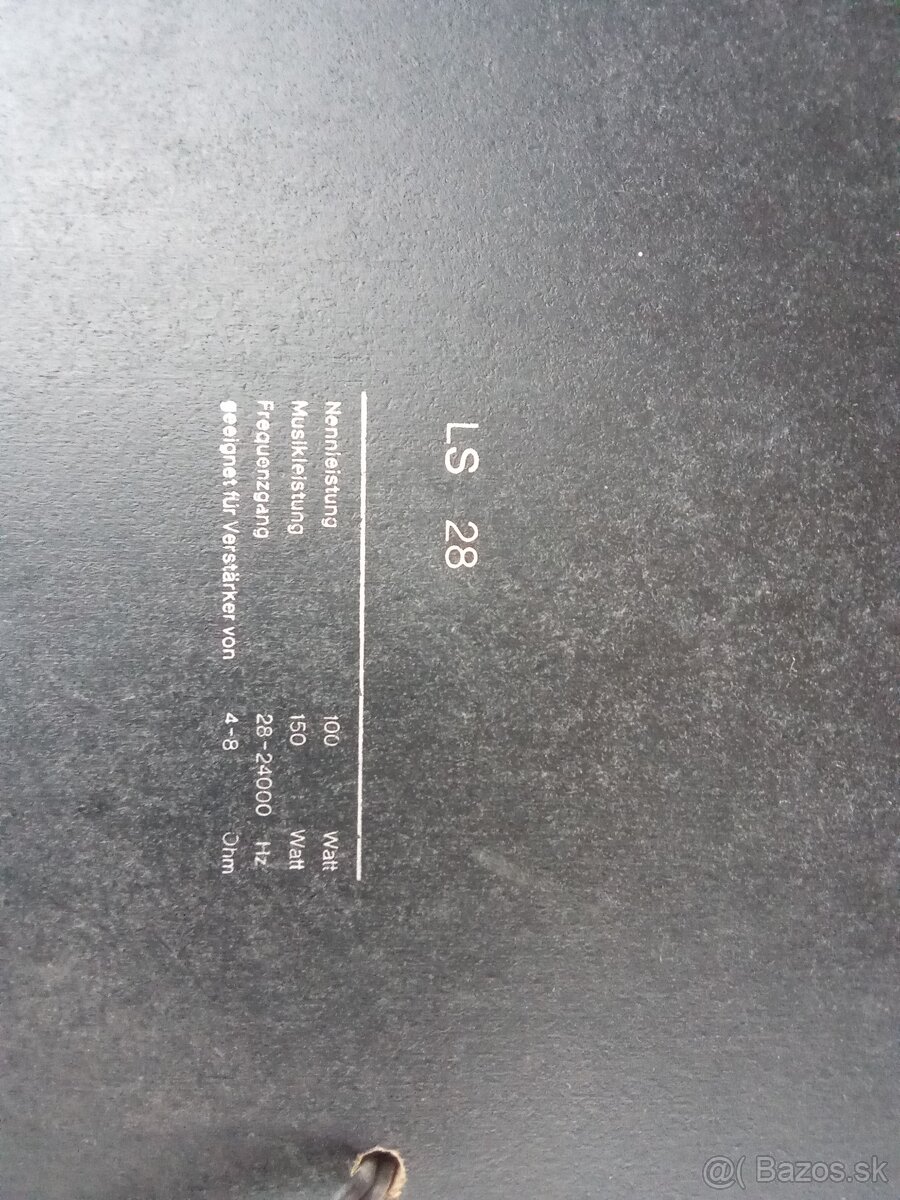 LS 28
Nennleistung 100 Watt
Musikleistung 150 Watt
Frequenzgang 28-24000 Hz
geeignet für Verstärker von 4-8 Ohm
@( Bazos.sk